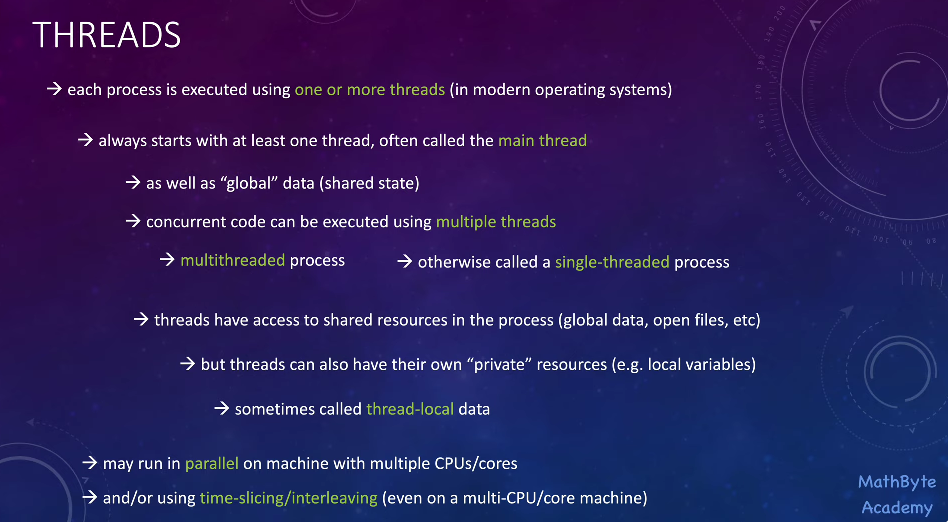 THREADS
→ each process is executed using one or more threads (in modern operating systems)
→ always starts with at least one thread, often called the main thread
→ as well as “global” data (shared state)
→ concurrent code can be executed using multiple threads
→ multithreaded process → otherwise called a single-threaded process
→ threads have access to shared resources in the process (global data, open files, etc)
→ but threads can also have their own “private” resources (e.g. local variables)
→ sometimes called thread-local data
→ may run in parallel on machine with multiple CPUs/cores
→ and/or using time-slicing/interleaving (even on a multi-CPU/core machine)
MathByte
Academy